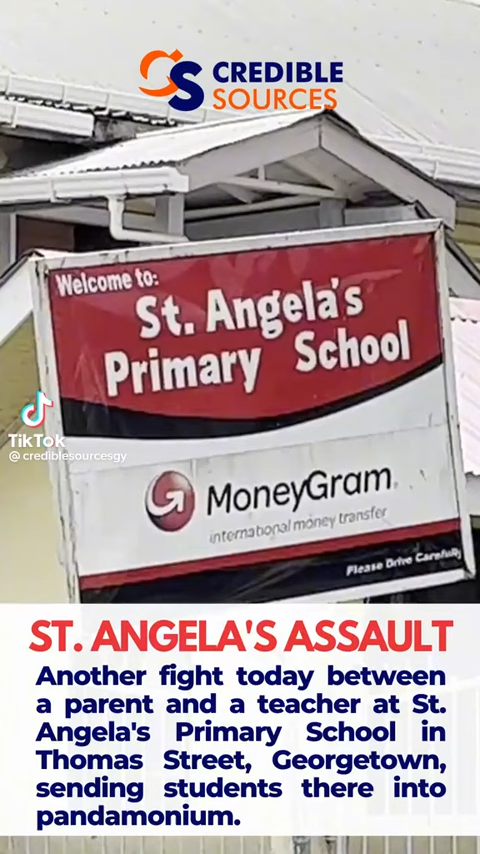 CREDIBLE
SOURCES
Welcome to:
St. Angela's
Primary School
TikTok
@crediblesourcesgy
MoneyGram
international money transfer
Please Drive Carefully
ST. ANGELA'S ASSAULT
Another fight today between
a parent and a teacher at St.
Angela's Primary School in
Thomas Street, Georgetown,
sending students there into
pandamonium.